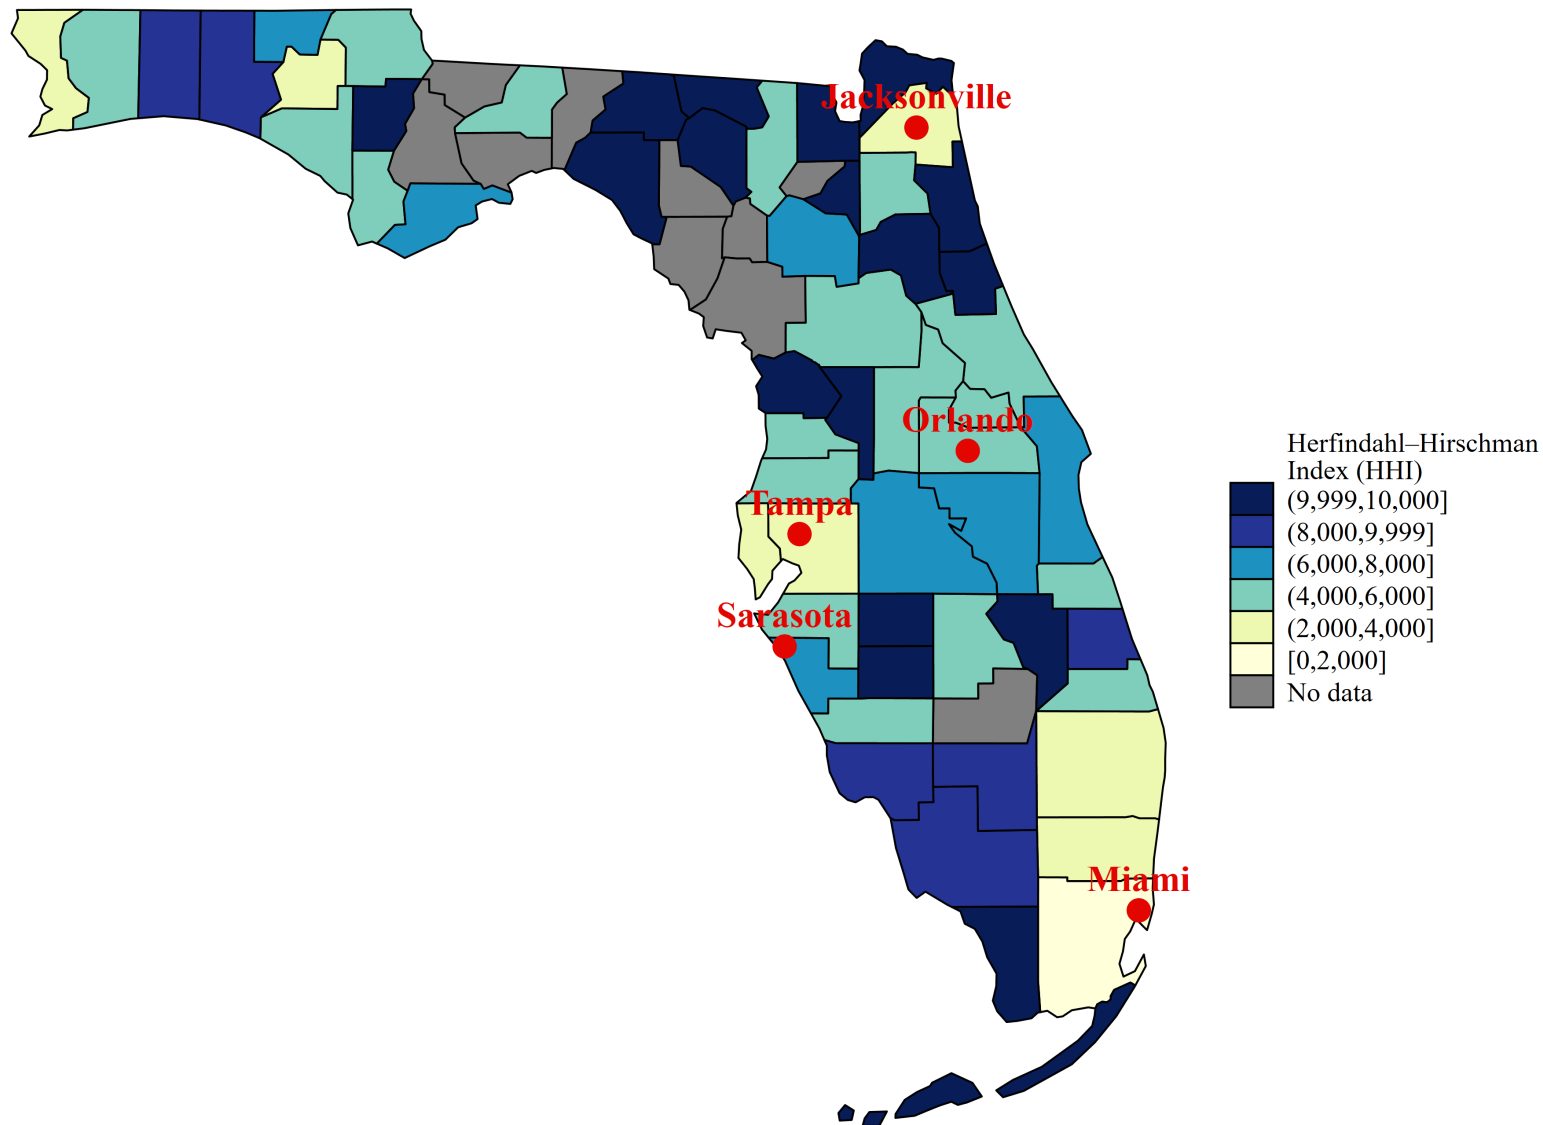 Jacksonville
Orlando
Herfindahl–Hirschman
Index (HHI)
(9,999,10,000]
(8,000,9,999]
(6,000,8,000]
(4,000,6,000]
(2,000,4,000]
[0,2,000]
No data
Tampa
Sarasota
Miami